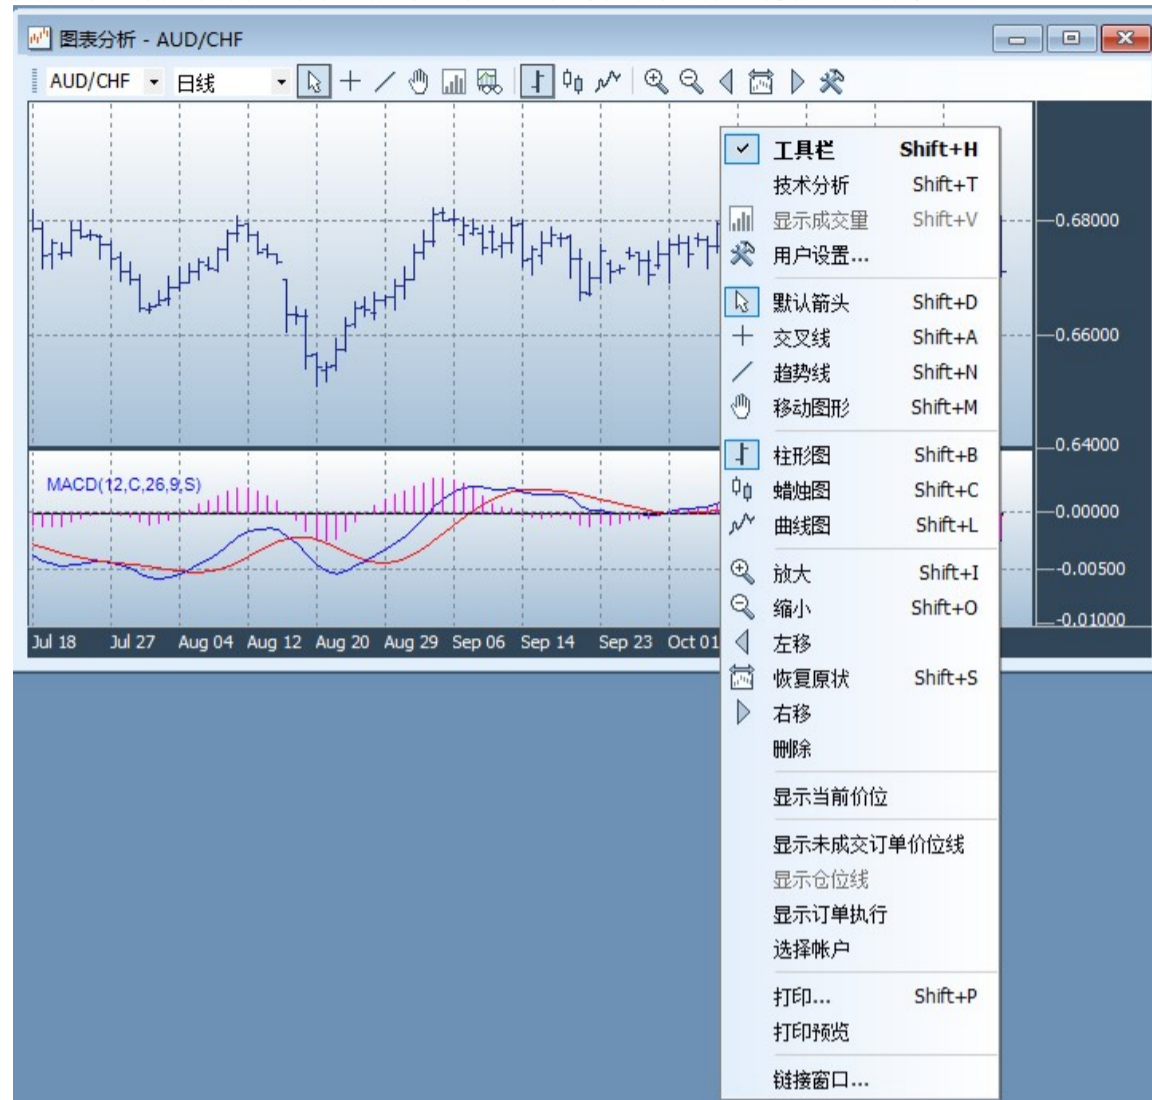 图表分析 - AUD/CHF
AUD/CHF 日线
工具栏 Shift+H
技术分析 Shift+T
显示成交量 Shift+V
用户设置...
默认箭头 Shift+D
交叉线 Shift+A
趋势线 Shift+N
移动图形 Shift+M
柱形图 Shift+B
蜡烛图 Shift+C
曲线图 Shift+L
放大 Shift+I
缩小 Shift+O
左移
恢复原状 Shift+S
右移
删除
显示当前价位
显示未成交订单价位线
显示仓位线
显示订单执行
选择帐户
打印... Shift+P
打印预览
链接窗口...
0.68000
0.66000
0.64000
MACD(12,C,26,9,S)
0.00000
-0.00500
-0.01000
Jul 18 Jul 27 Aug 04 Aug 12 Aug 20 Aug 29 Sep 06 Sep 14 Sep 23 Oct 01